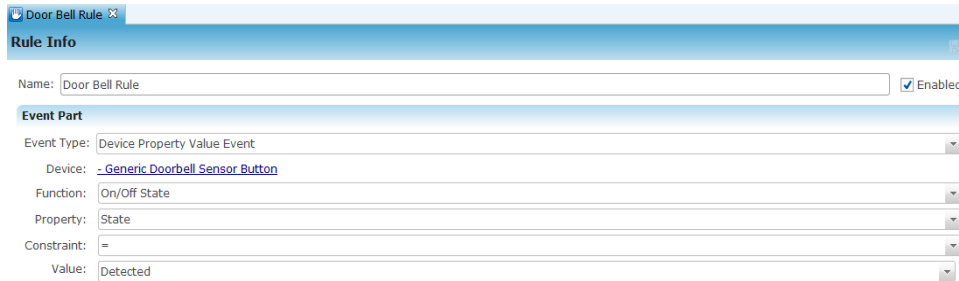 Door Bell Rule
Rule Info
Name: Door Bell Rule Enabled
Event Part
Event Type: Device Property Value Event
Device: - Generic Doorbell Sensor Button
Function: On/Off State
Property: State
Constraint: =
Value: Detected